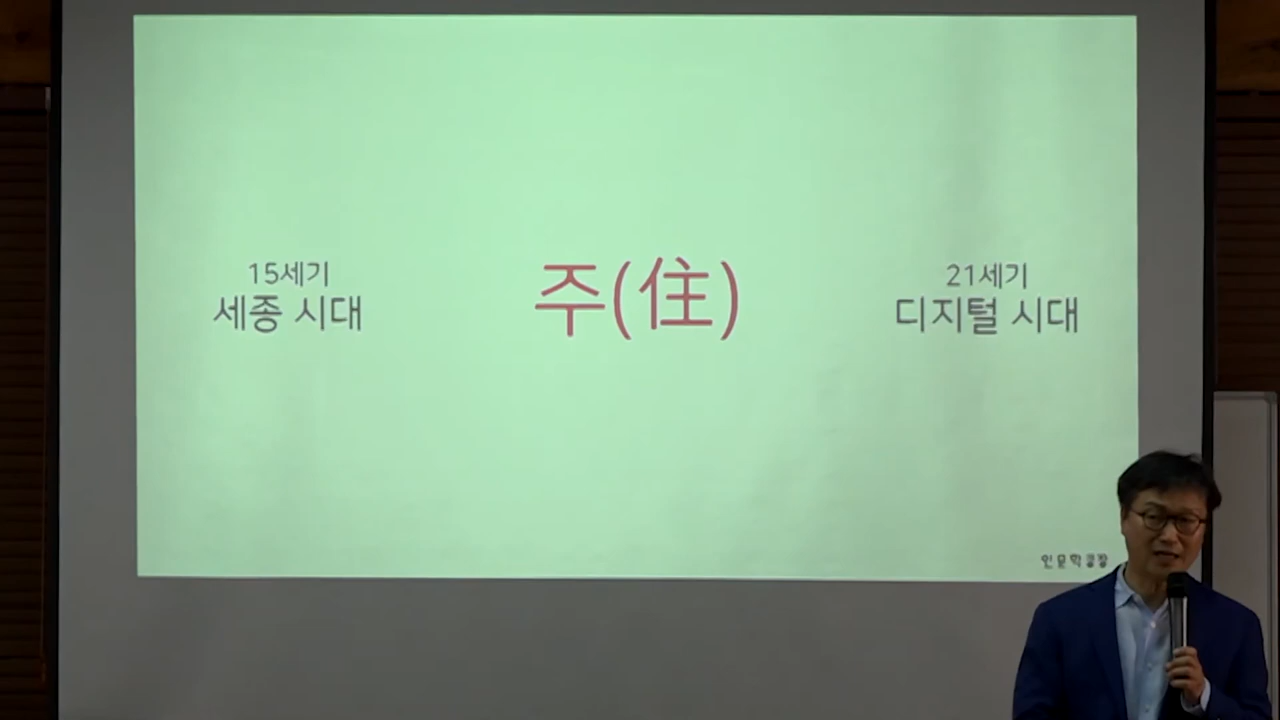 15세기
세종 시대
주(住)
21세기
디지털 시대
인문학공장